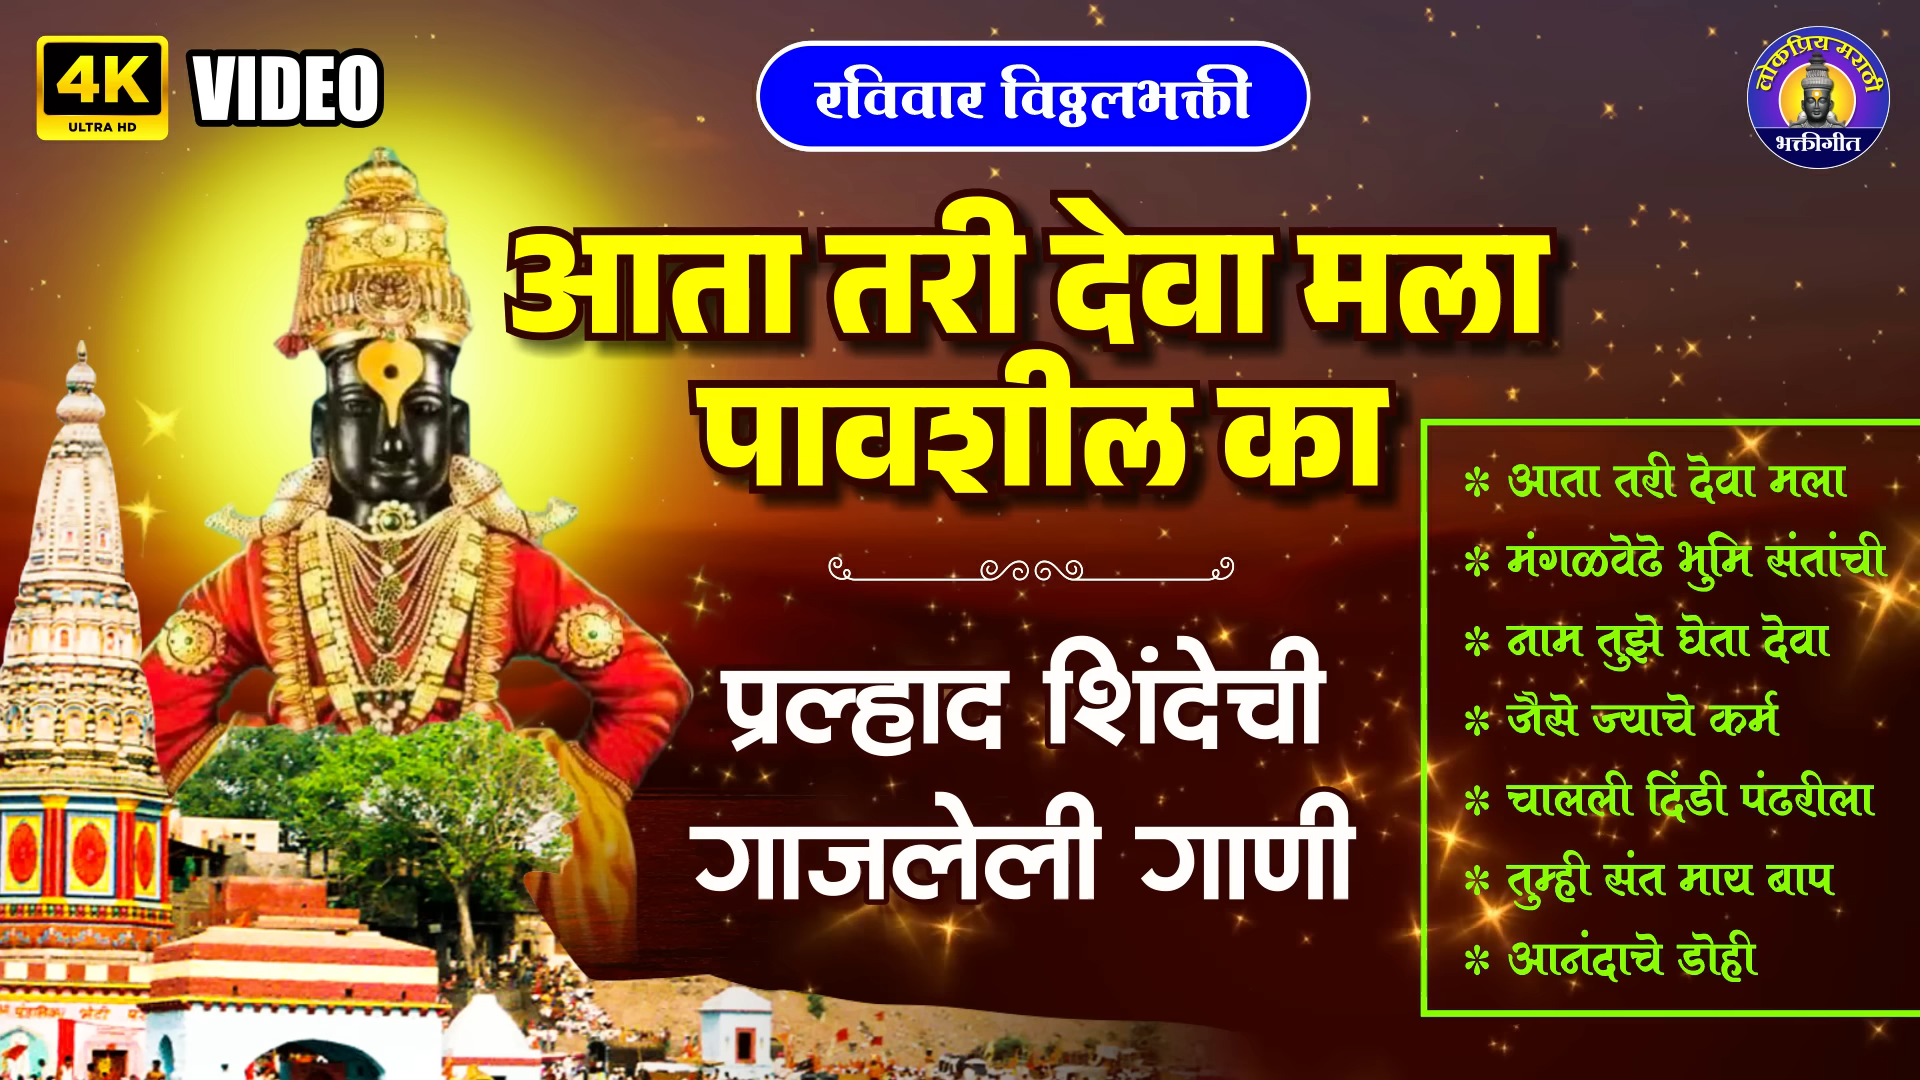 4K
ULTRA HD
VIDEO
रविवार विठ्ठलभक्ती
लोकप्रिय मराठी
भक्तीगीत
आता तरी देवा मला
पावशील का
प्रल्हाद शिंदेची
गाजलेली गाणी
* आता तरी देवा मला
* मंगळवेढे भुमि संतांची
* नाम तुझे घेता देवा
* जैसे ज्याचे कर्म
* चालली दिंडी पंढरीला
* तुम्ही संत माय बाप
* आनंदाचे डोही